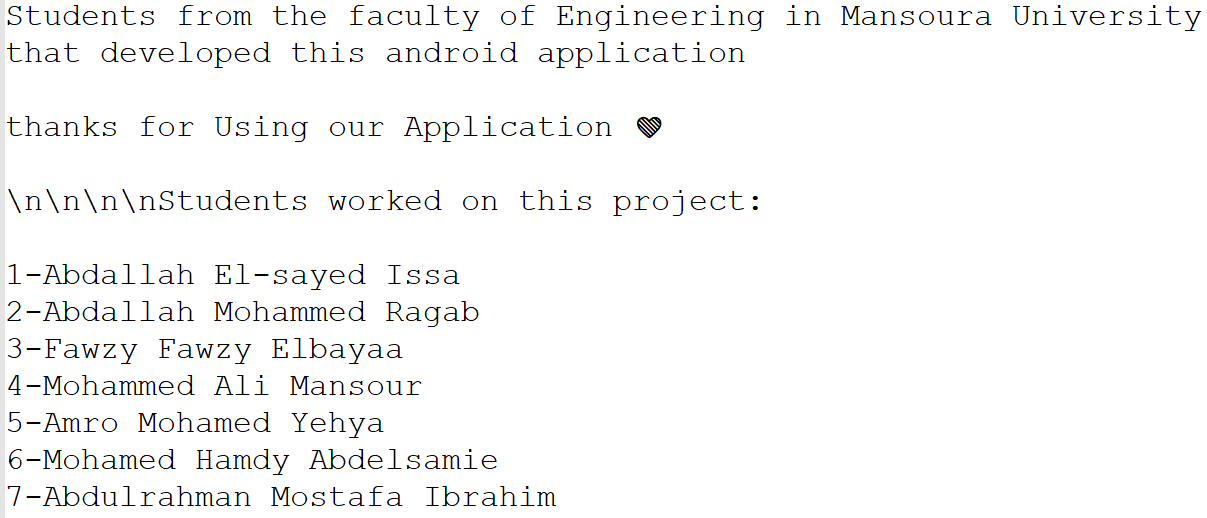 Students from the faculty of Engineering in Mansoura University
that developed this android application
thanks for Using our Application 💜
\n\n\n\nStudents worked on this project:
1-Abdallah El-sayed Issa
2-Abdallah Mohammed Ragab
3-Fawzy Fawzy Elbayaa
4-Mohammed Ali Mansour
5-Amro Mohamed Yehya
6-Mohamed Hamdy Abdelsamie
7-Abdulrahman Mostafa Ibrahim